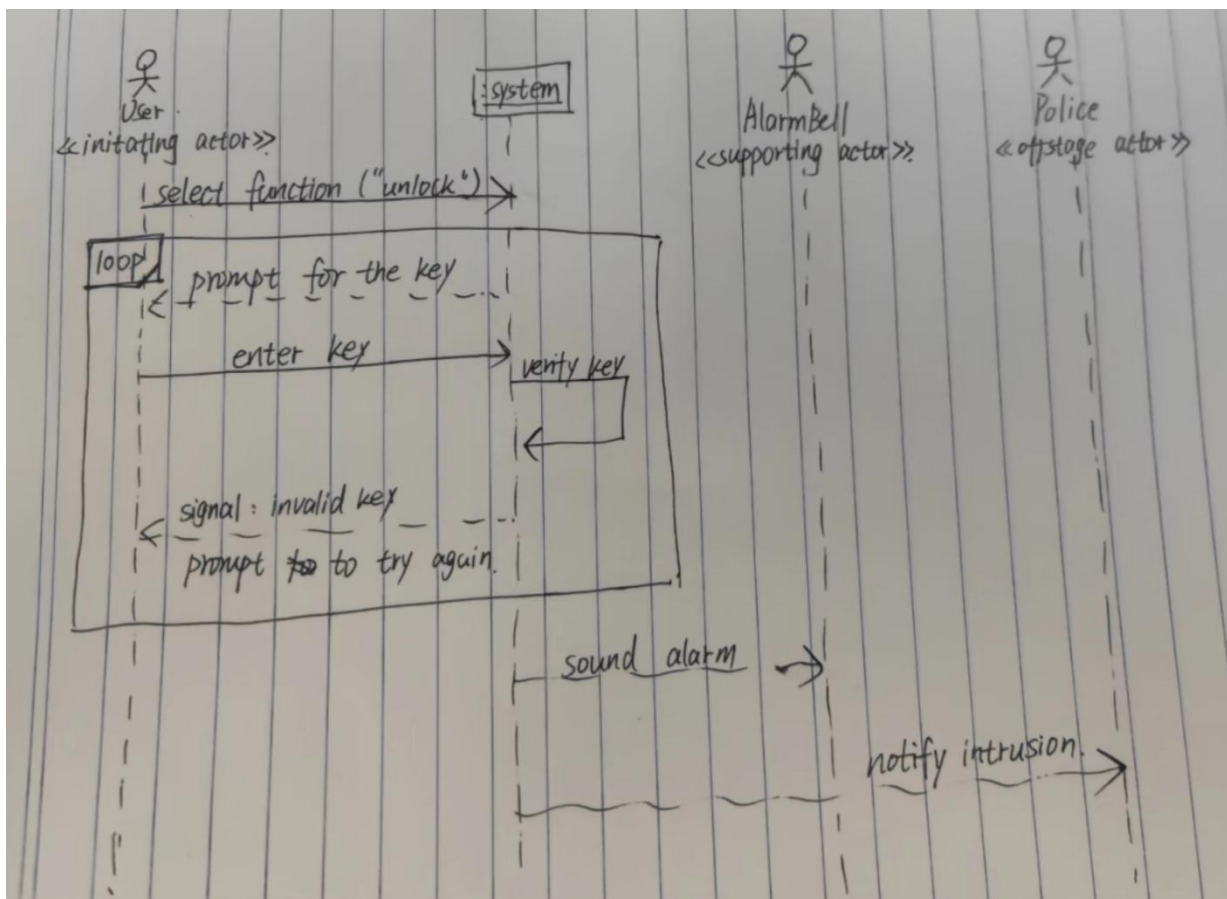 User
<<initating actor>>
:system
AlarmBell
<<supporting actor>>
Police
<<offstage actor>>
select function ("unlock")
loop
prompt for the key
enter key
verify key
signal: invalid key
prompt to try again.
sound alarm
notify intrusion.